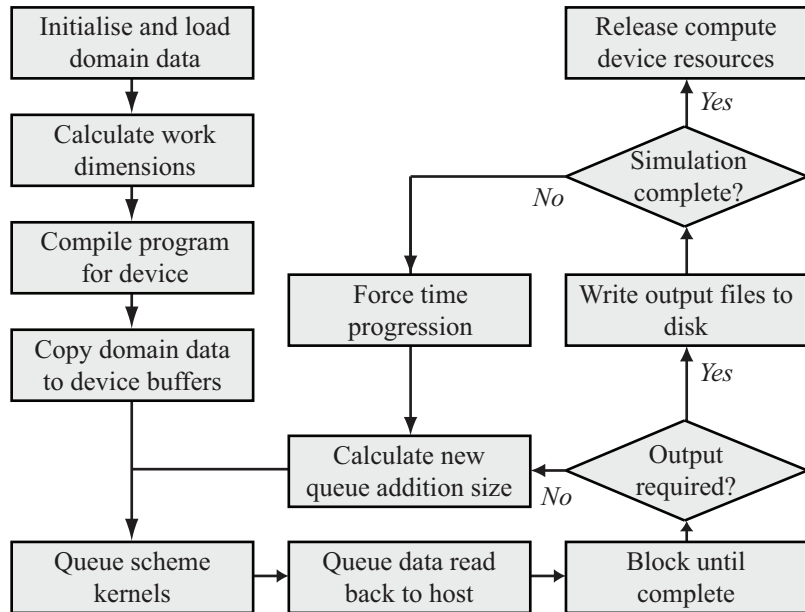 Initialise and load
domain data
Calculate work
dimensions
Compile program
for device
Copy domain data
to device buffers
Queue scheme
kernels
Queue data read
back to host
Block until
complete
Output
required?
No
Yes
Calculate new
queue addition size
Write output files to
disk
Simulation
complete?
No
Yes
Force time
progression
Release compute
device resources